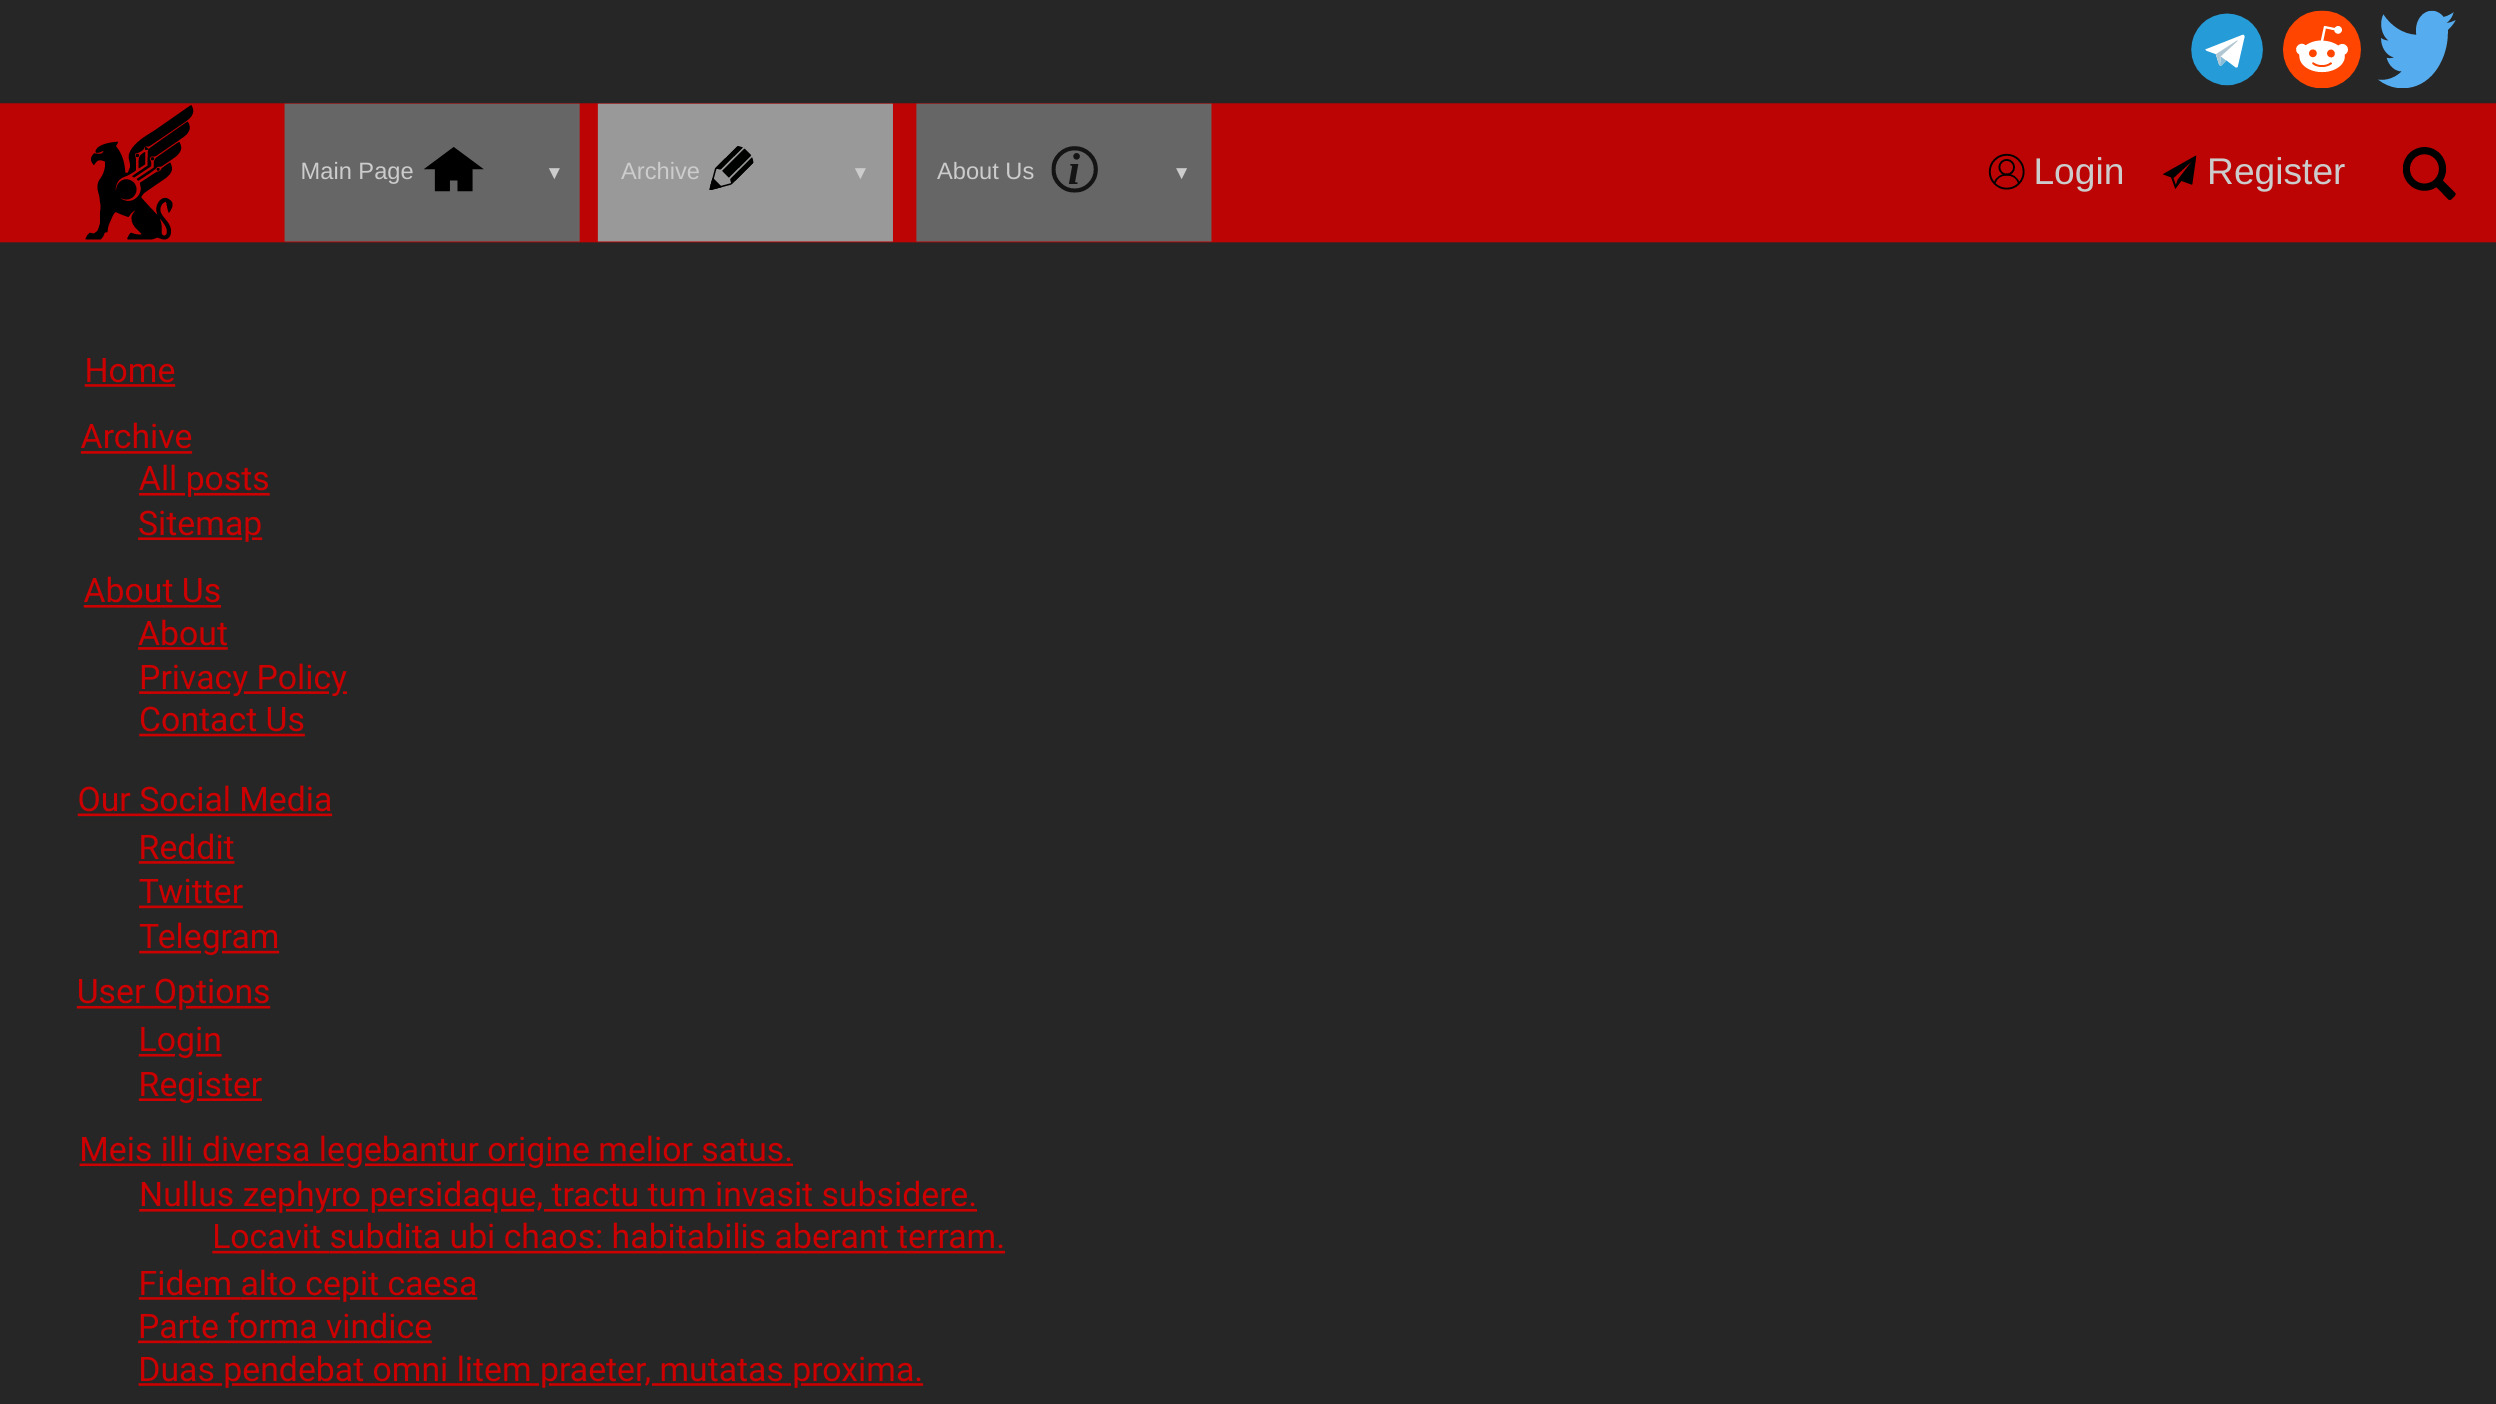 Main Page ▼
Archive ▼
About Us ▼
Login
Register
Home
Archive
All posts
Sitemap
About Us
About
Privacy Policy
Contact Us
Our Social Media
Reddit
Twitter
Telegram
User Options
Login
Register
Meis illi diversa legebantur origine melior satus.
Nullus zephyro persidaque, tractu tum invasit subsidere.
Locavit subdita ubi chaos: habitabilis aberant terram.
Fidem alto cepit caesa
Parte forma vindice
Duas pendebat omni litem praeter, mutatas proxima.